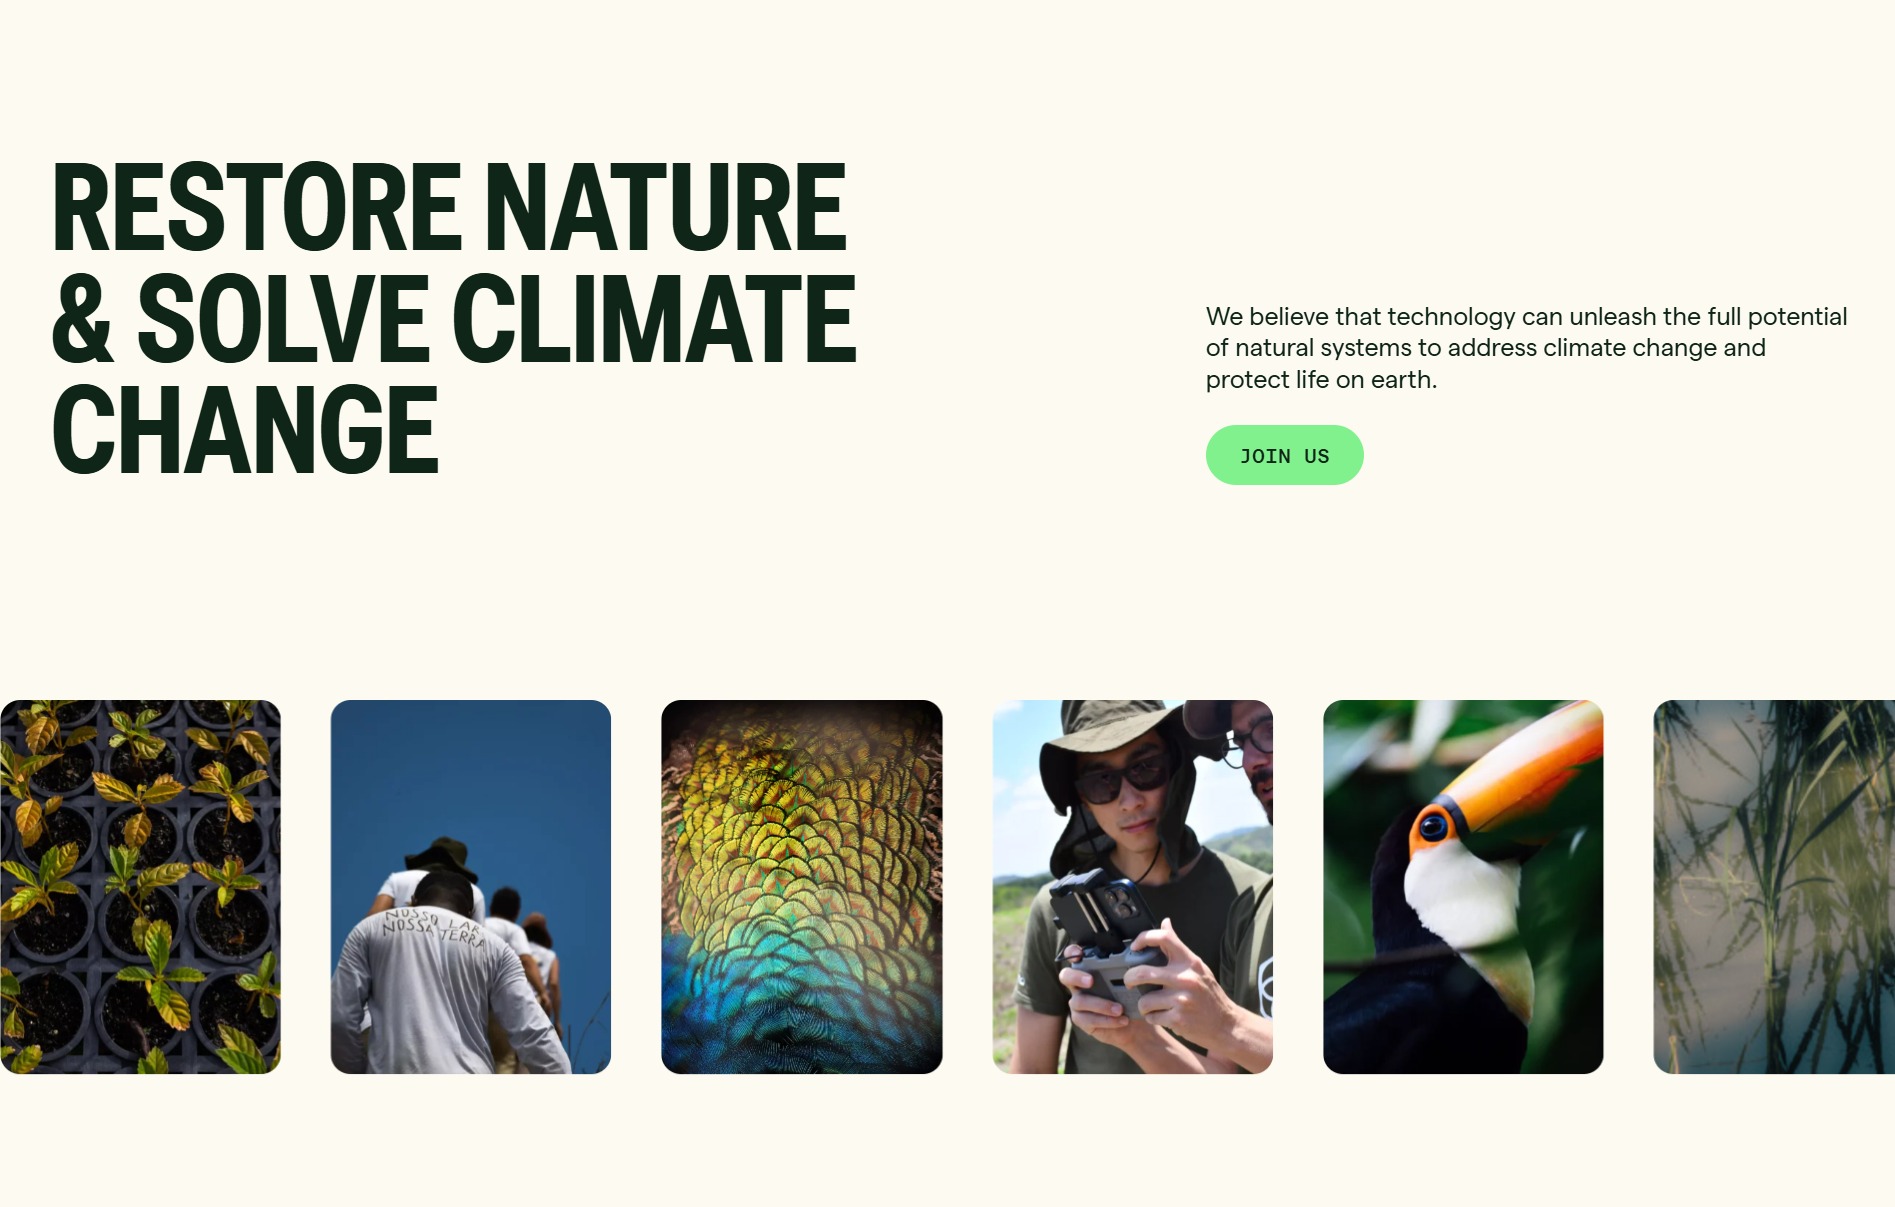 RESTORE NATURE
& SOLVE CLIMATE
CHANGE
We believe that technology can unleash the full potential
of natural systems to address climate change and
protect life on earth.
JOIN US
NOSSO LAR
NOSSA TERRA